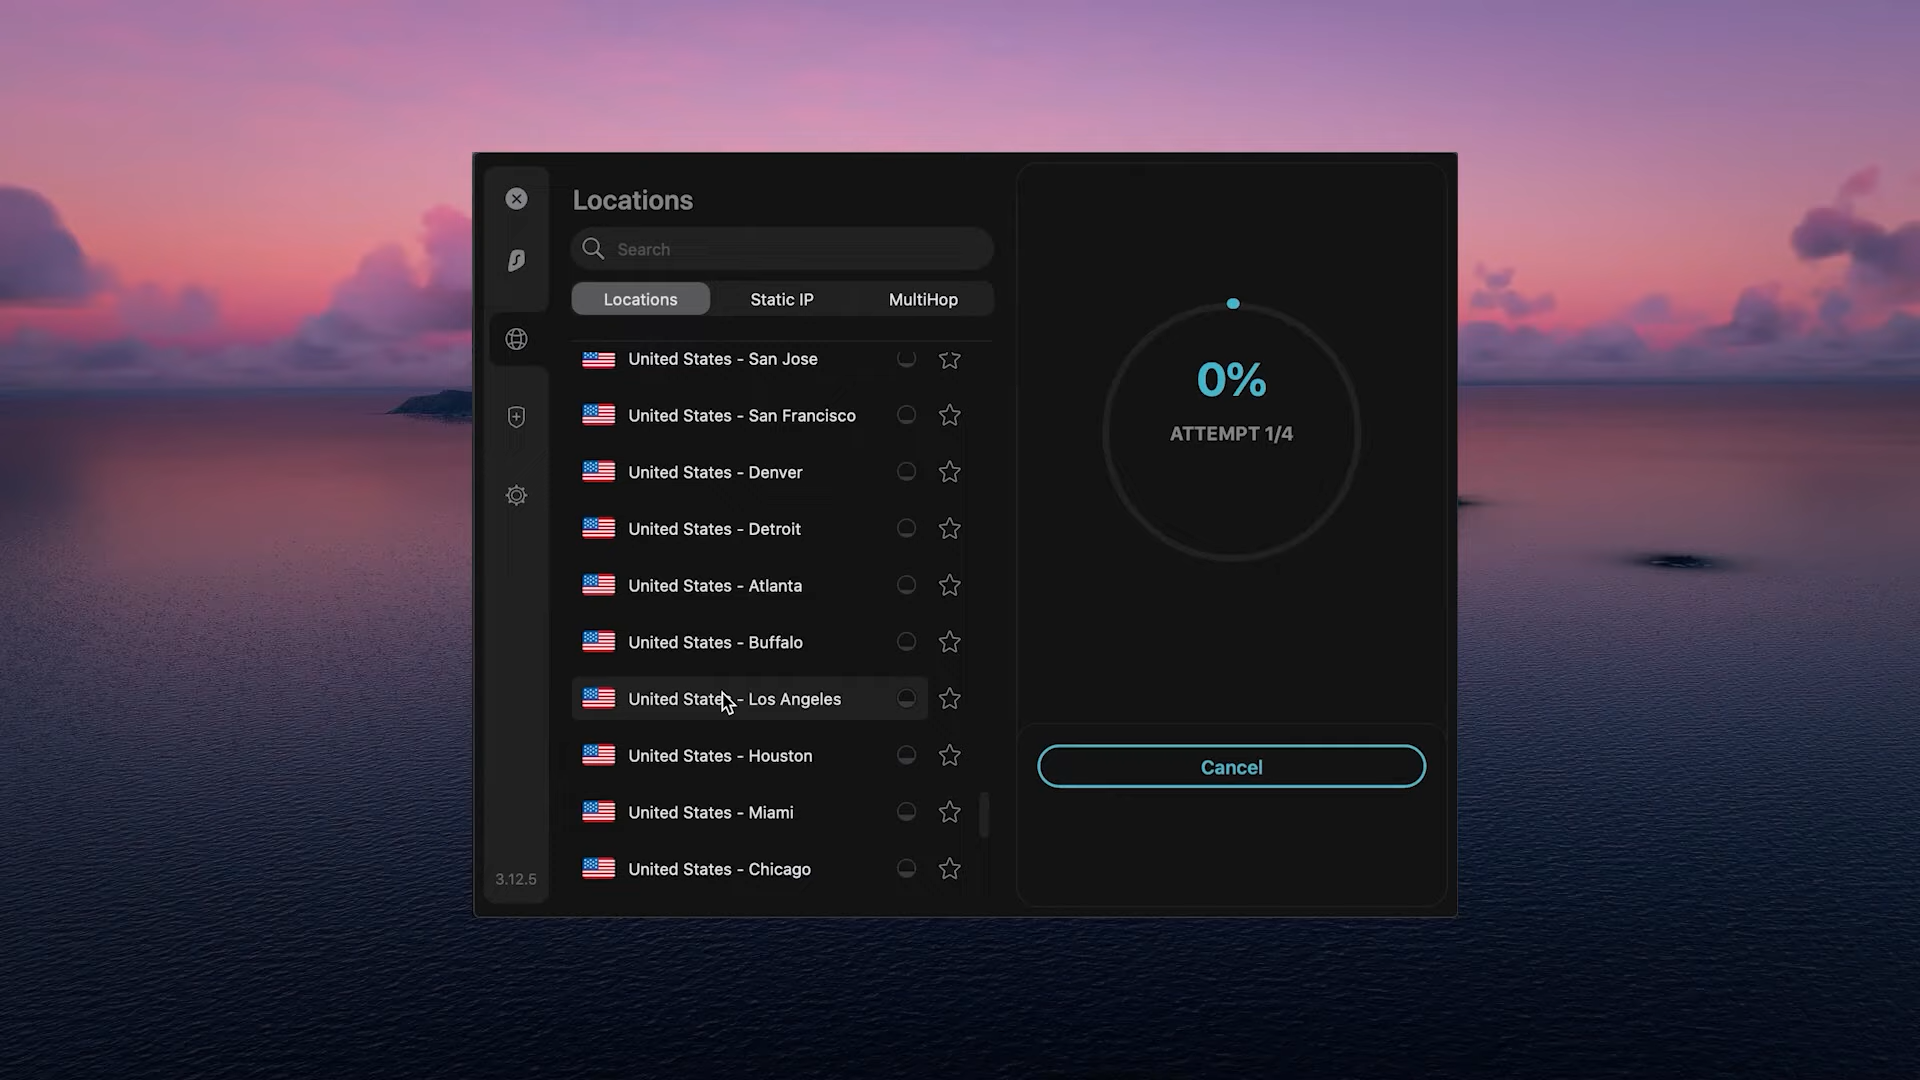 Locations
Search
Locations
Static IP
MultiHop
United States - San Jose
United States - San Francisco
United States - Denver
United States - Detroit
United States - Atlanta
United States - Buffalo
United States - Los Angeles
United States - Houston
United States - Miami
United States - Chicago
3.12.5
0%
ATTEMPT 1/4
Cancel